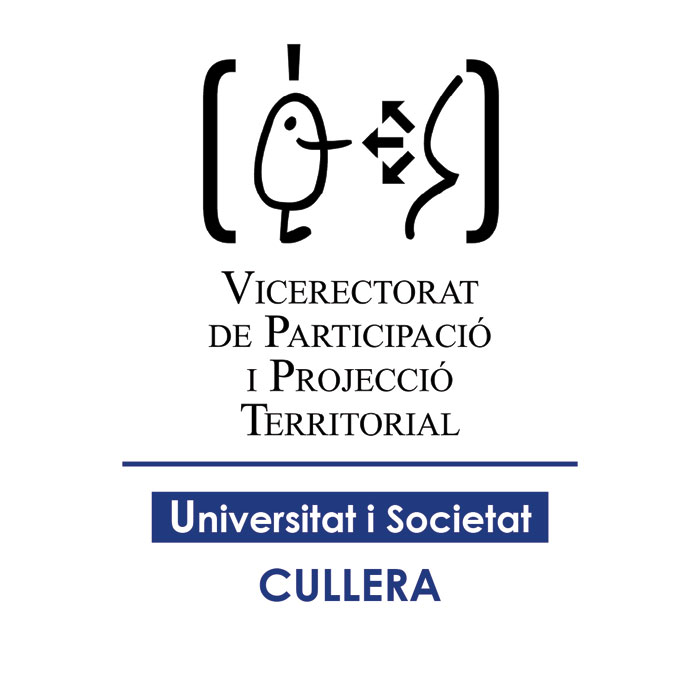 Vicerectorat
de Participació
i Projecció
Territorial
Universitat i Societat
CULLERA